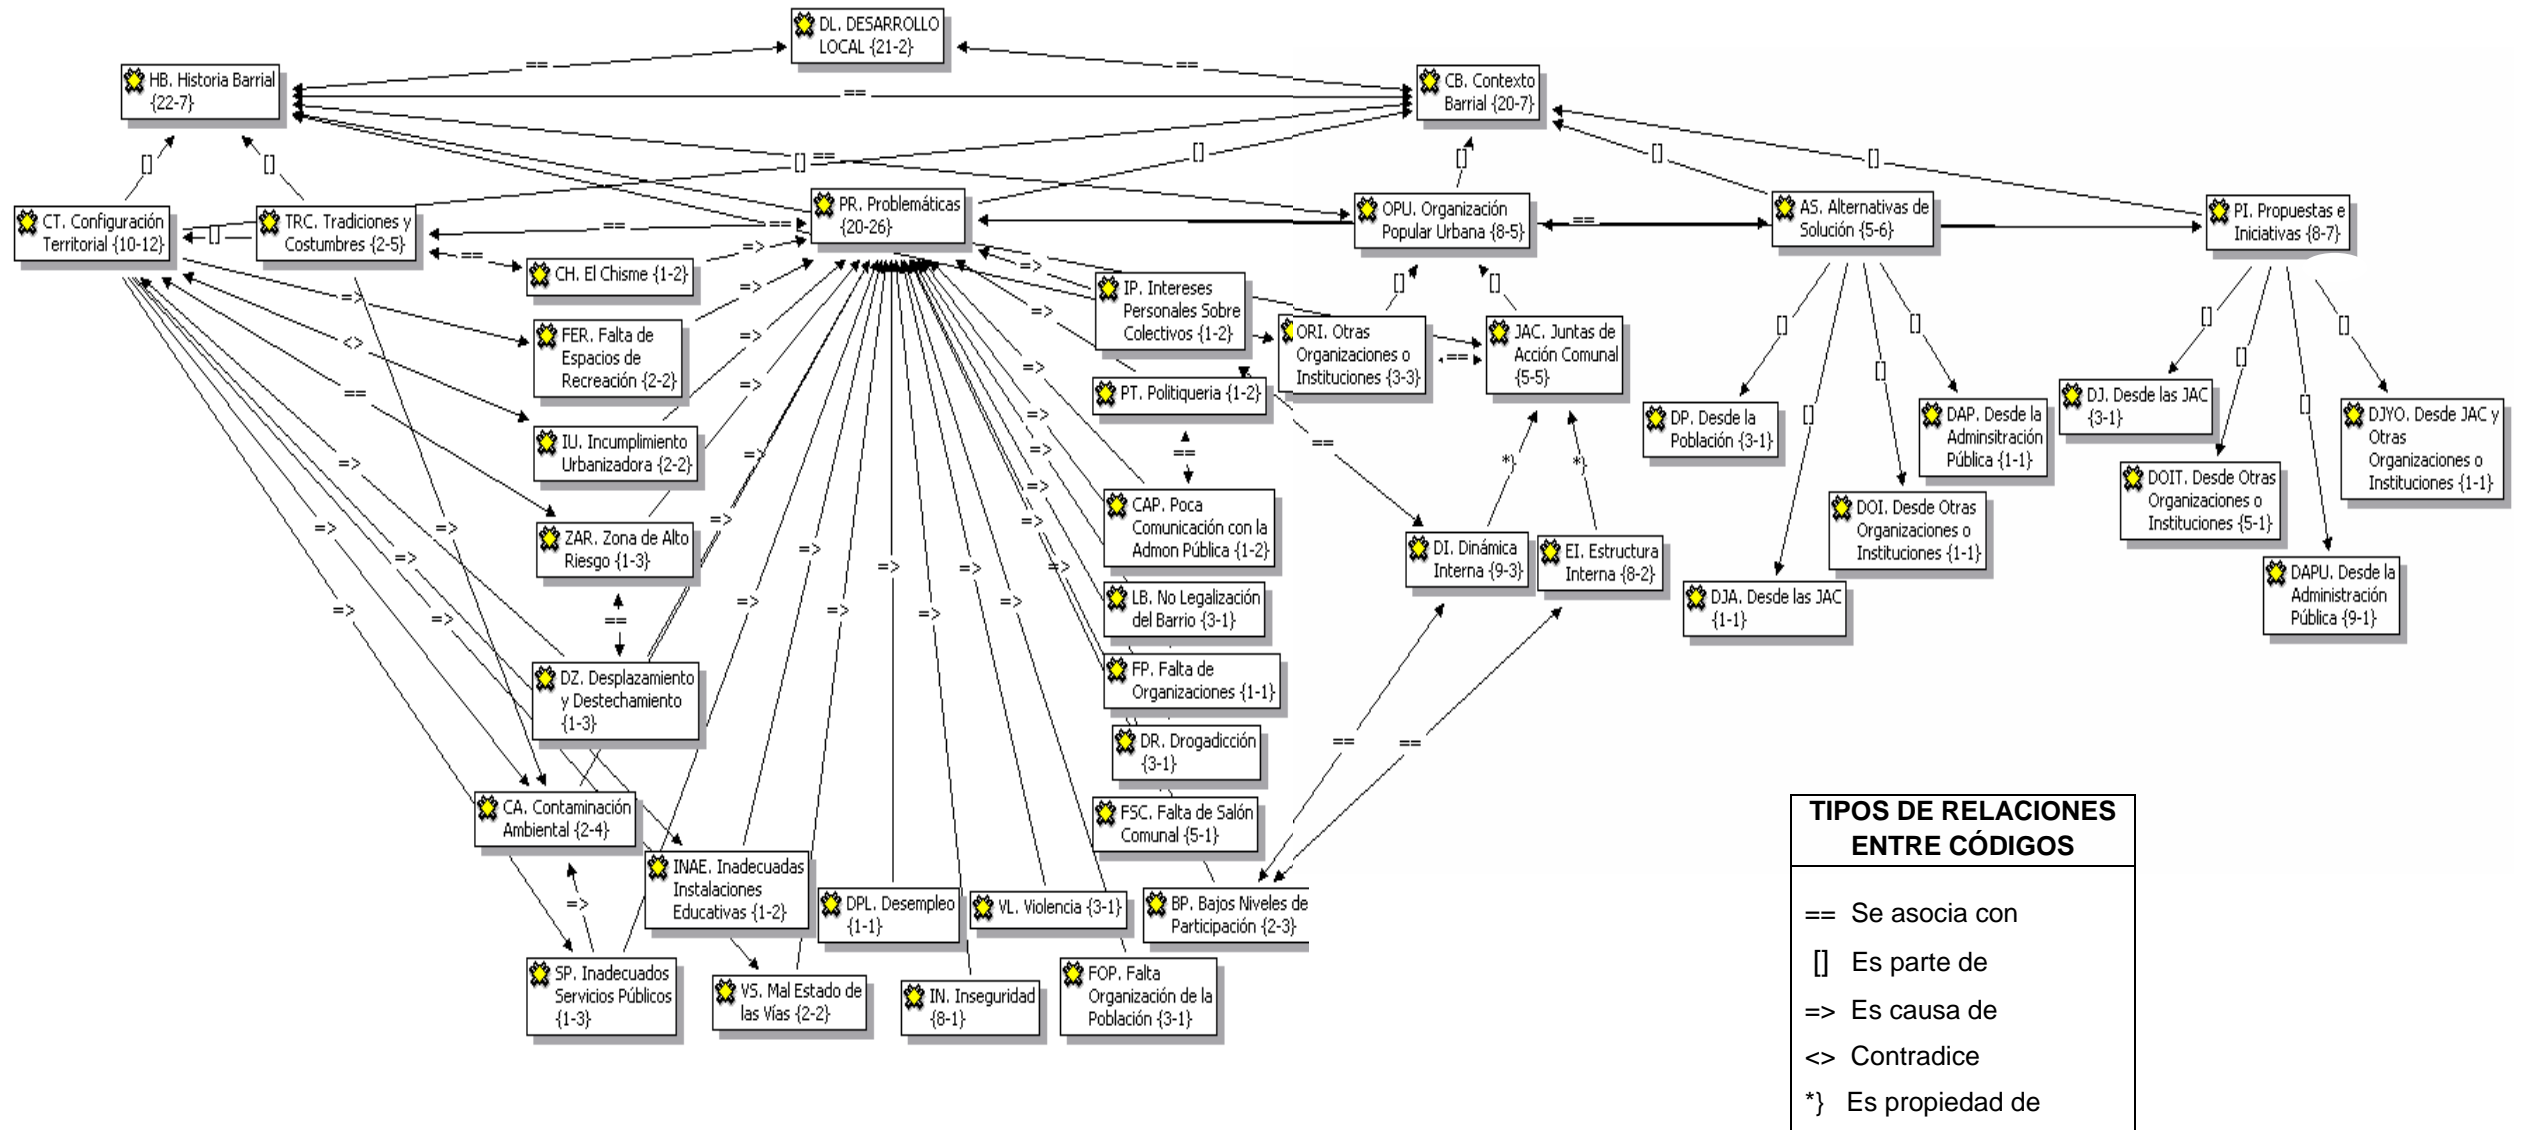 DL. DESARROLLO
LOCAL {21-2}
HB. Historia Barrial
{22-7}
CB. Contexto
Barrial {20-7}
==
==
==
[]
[]
[]
==
[]
[]
[]
[]
CT. Configuración
Territorial {10-12}
TRC. Tradiciones y
Costumbres {2-5}
PR. Problemáticas
{20-26}
OPU. Organización
Popular Urbana {8-5}
AS. Alternativas de
Solución {5-6}
PI. Propuestas e
Iniciativas {8-7}
[]
==
==
==
==
=>
CH. El Chisme {1-2}
=>
IP. Intereses
Personales Sobre
Colectivos {1-2}
[]
[]
=>
=>
=>
FER. Falta de
Espacios de
Recreación {2-2}
ORI. Otras
Organizaciones o
Instituciones {3-3}
==
JAC. Juntas de
Acción Comunal
{5-5}
[]
[]
[]
[]
[]
[]
[]
[]
<>
=>
=>
=>
==
=>
PT. Politiqueria {1-2}
DP. Desde la
Población {3-1}
DAP. Desde la
Adminsitración
Pública {1-1}
DJ. Desde las JAC
{3-1}
DJYO. Desde JAC y
Otras
Organizaciones o
Instituciones {1-1}
IU. Incumplimiento
Urbanizadora {2-2}
=>
=>
=>
=>
==
==
*}
*}
CAP. Poca
Comunicación con la
Admon Pública {1-2}
DOI. Desde Otras
Organizaciones o
Instituciones {1-1}
DOIT. Desde Otras
Organizaciones o
Instituciones {5-1}
=>
=>
=>
=>
=>
=>
ZAR. Zona de Alto
Riesgo {1-3}
=>
=>
=>
=>
=>
DI. Dinámica
Interna {9-3}
EI. Estructura
Interna {8-2}
DJA. Desde las JAC
{1-1}
DAPU. Desde la
Administración
Pública {9-1}
=>
=>
==
=>
=>
=>
=>
LB. No Legalización
del Barrio {3-1}
DZ. Desplazamiento
y Destechamiento
{1-3}
FP. Falta de
Organizaciones {1-1}
DR. Drogadicción
{3-1}
==
==
CA. Contaminación
Ambiental {2-4}
FSC. Falta de Salón
Comunal {5-1}
INAE. Inadecuadas
Instalaciones
Educativas {1-2}
=>
DPL. Desempleo
{1-1}
VL. Violencia {3-1}
BP. Bajos Niveles de
Participación {2-3}
SP. Inadecuados
Servicios Públicos
{1-3}
VS. Mal Estado de
las Vías {2-2}
IN. Inseguridad
{8-1}
FOP. Falta
Organización de la
Población {3-1}
TIPOS DE RELACIONES
ENTRE CÓDIGOS
== Se asocia con
[] Es parte de
=> Es causa de
<> Contradice
*} Es propiedad de